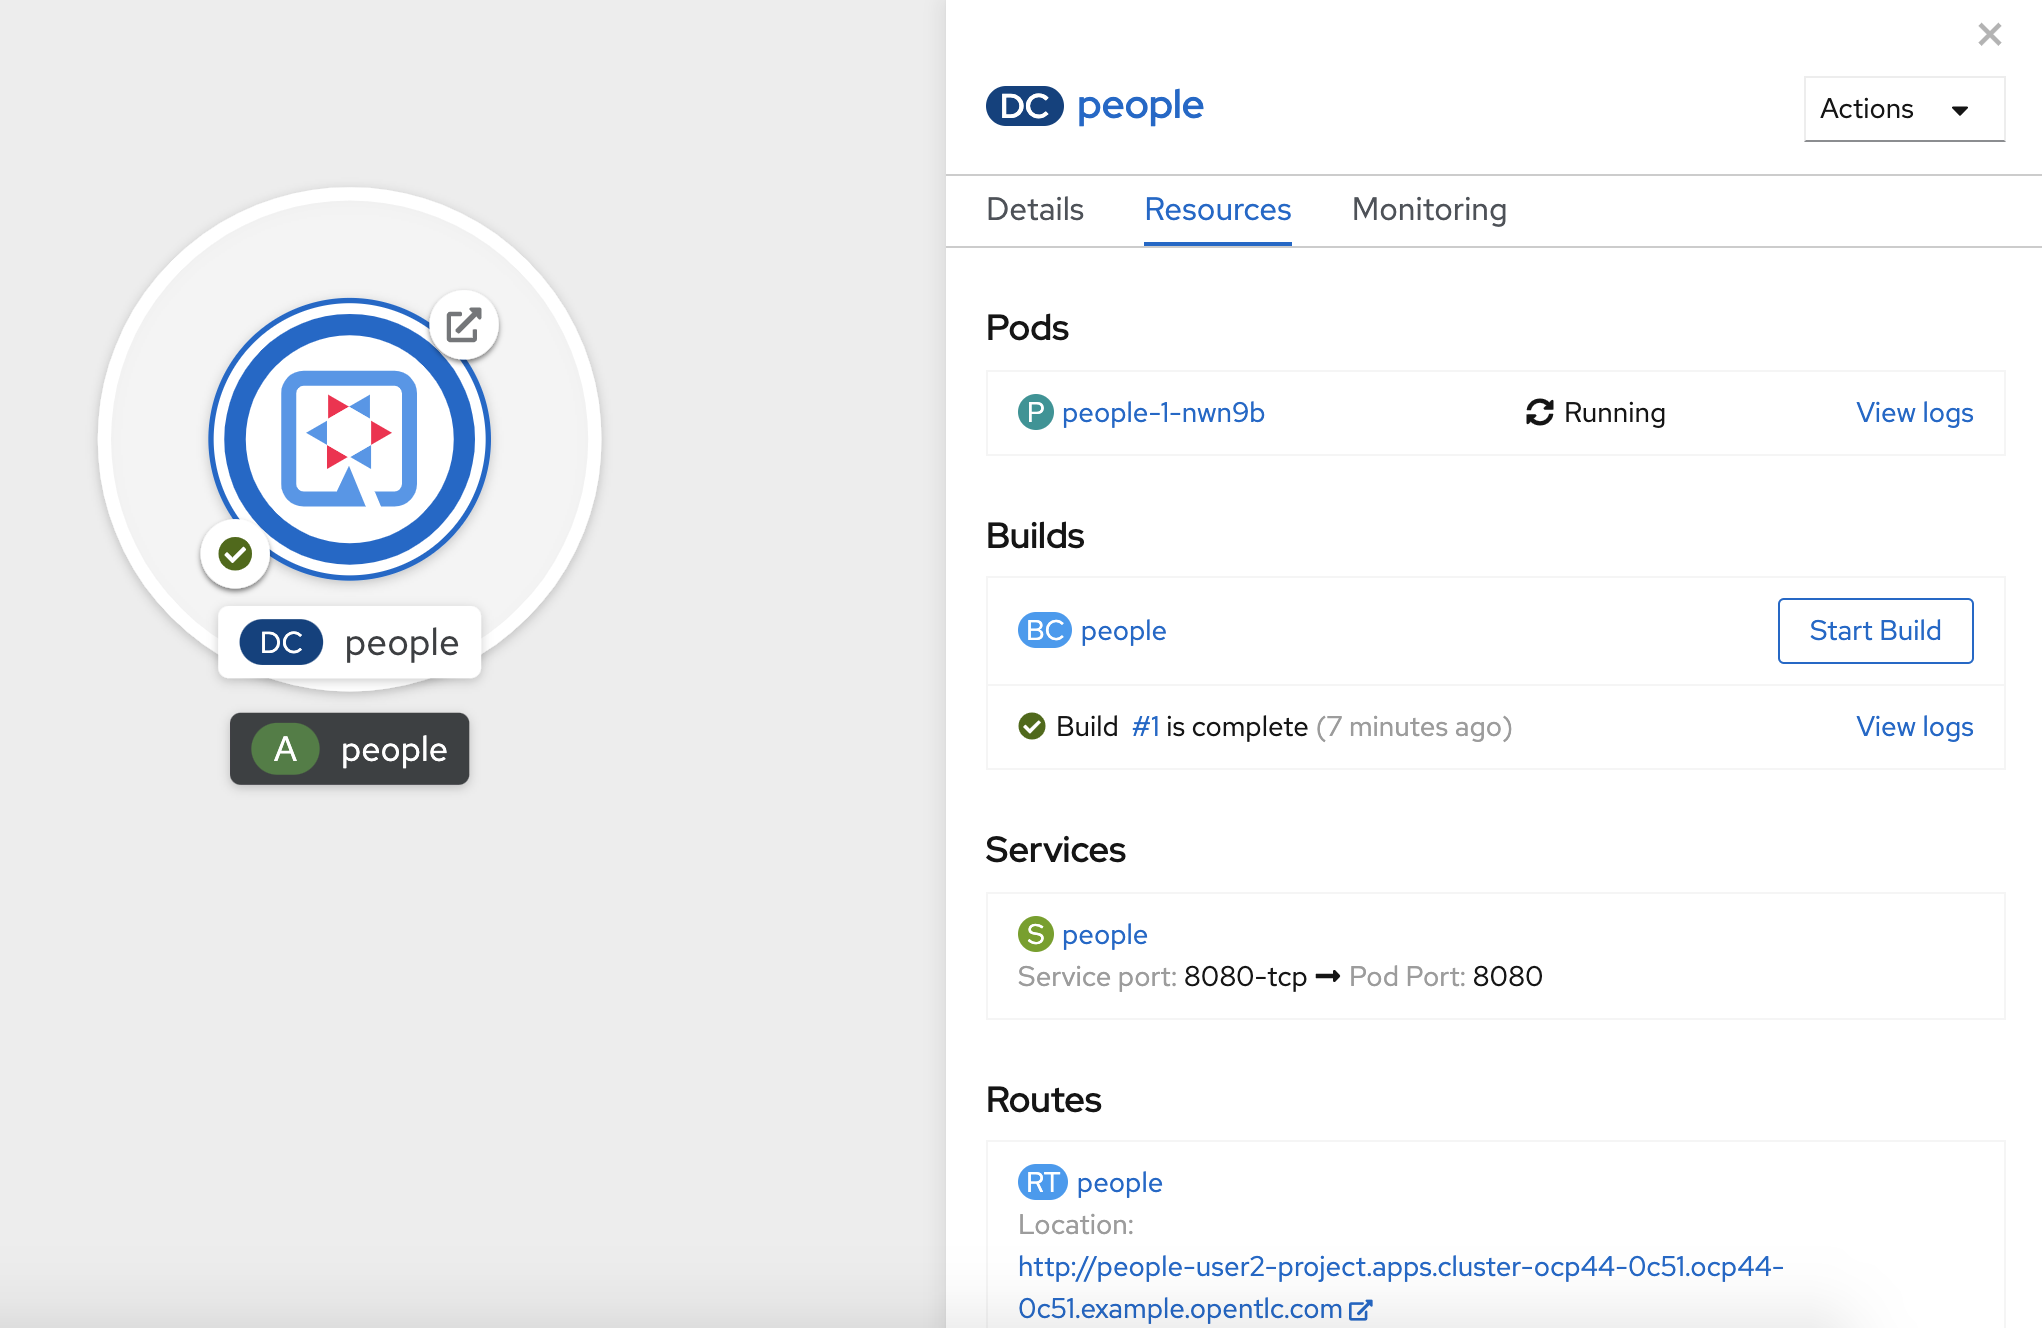 DC people
A people
DC people
Actions
Details Resources Monitoring
Pods
P people-1-nwn9b Running View logs
Builds
BC people Start Build
Build #1 is complete (7 minutes ago) View logs
Services
S people
Service port: 8080-tcp → Pod Port: 8080
Routes
RT people
Location:
http://people-user2-project.apps.cluster-ocp44-0c51.ocp44-
0c51.example.opentlc.com